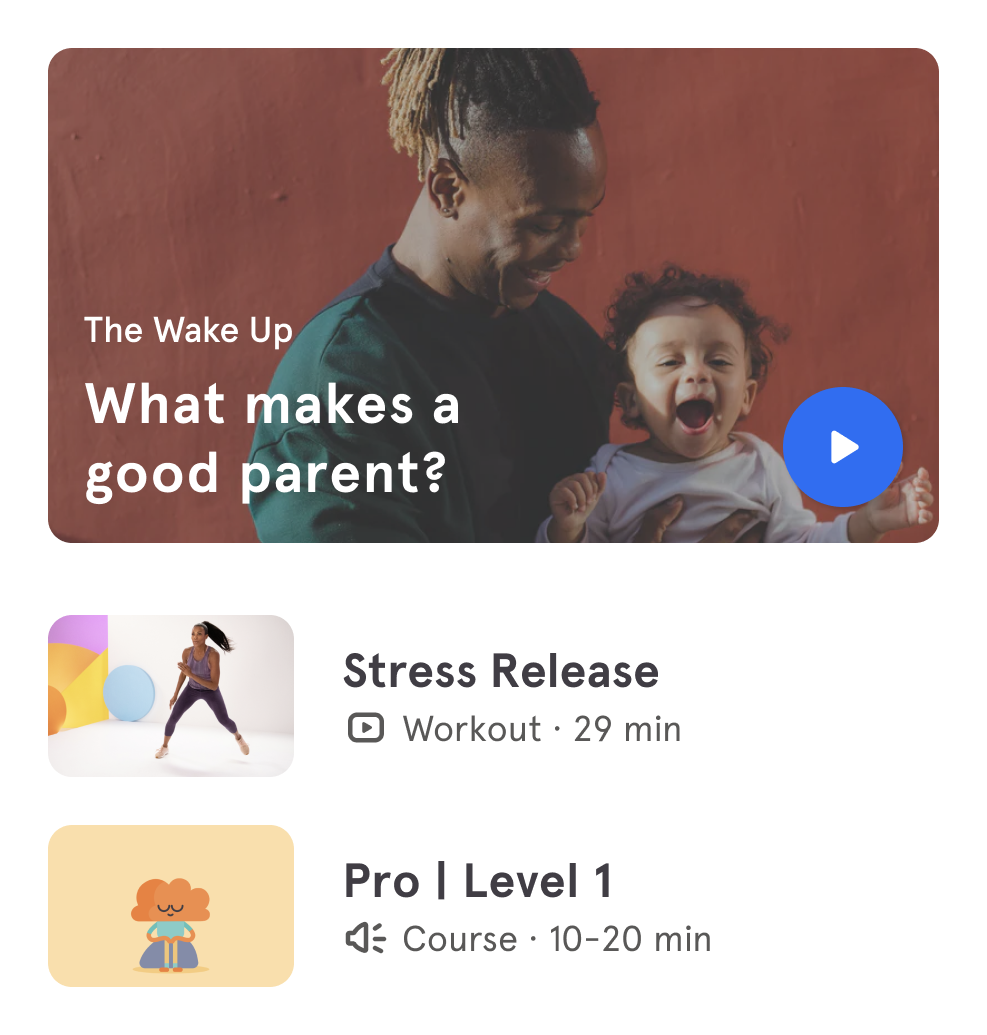 The Wake Up
What makes a
good parent?
Stress Release
Workout · 29 min
Pro | Level 1
Course · 10-20 min